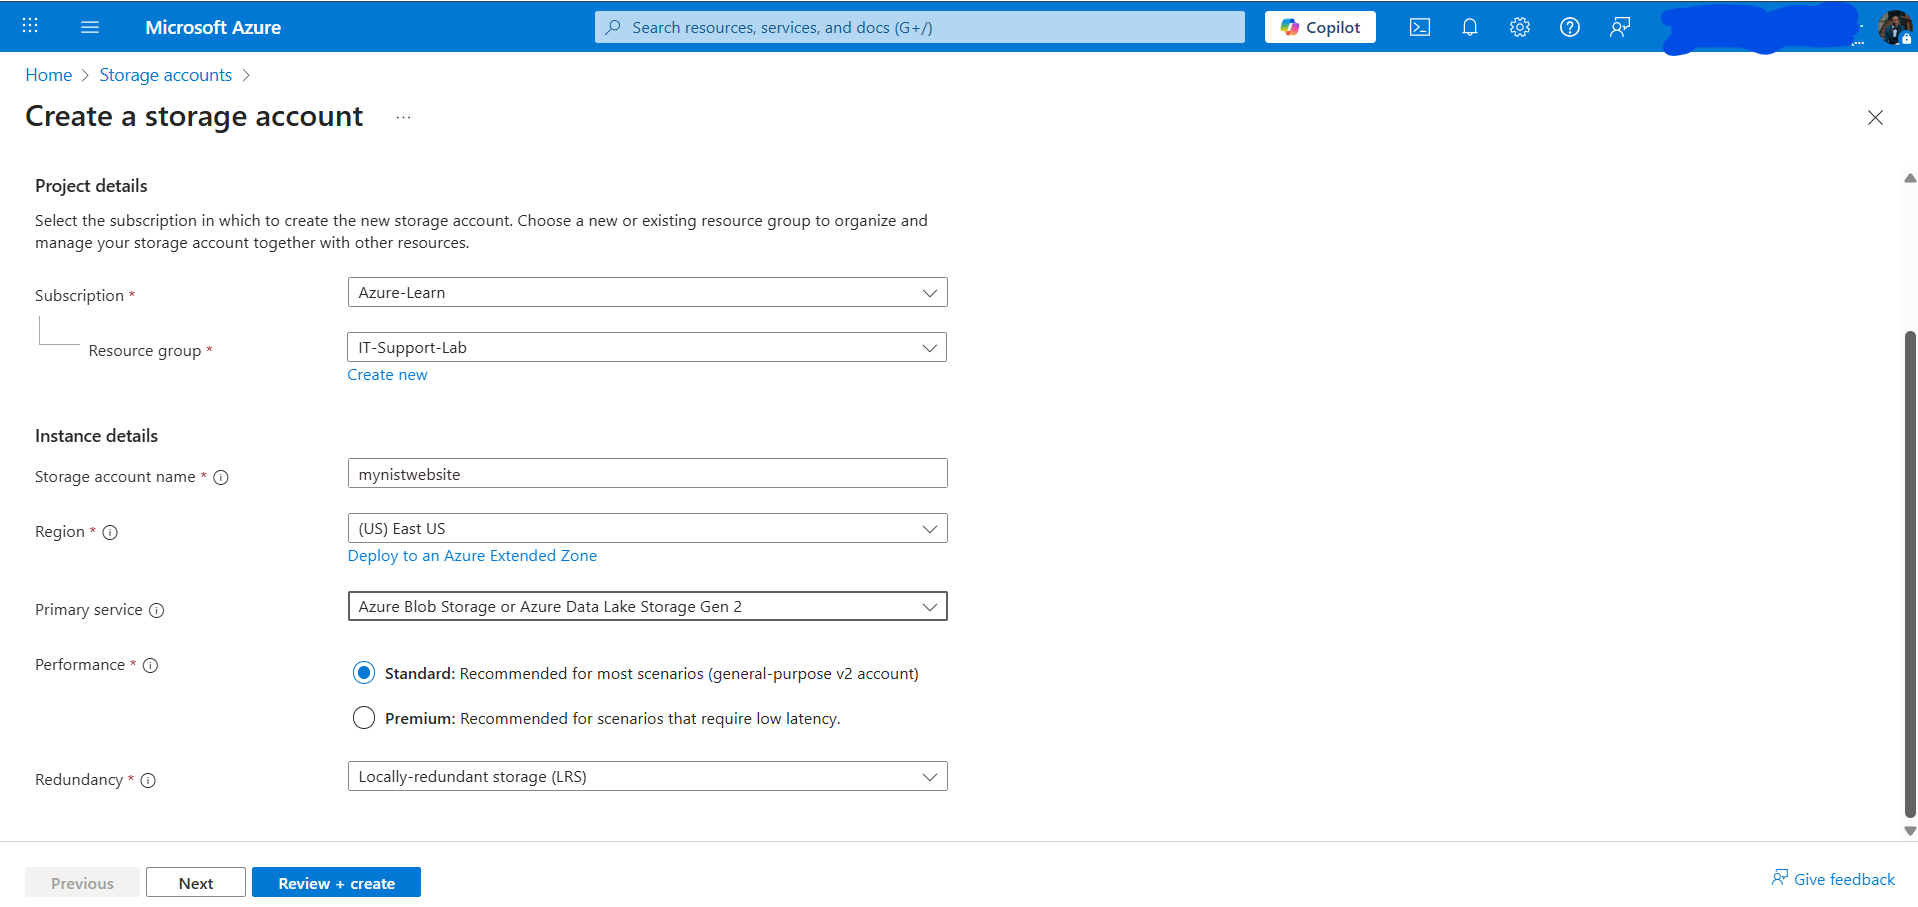 Microsoft Azure
Search resources, services, and docs (G+/)
Copilot
Home > Storage accounts >
Create a storage account ...
Project details
Select the subscription in which to create the new storage account. Choose a new or existing resource group to organize and
manage your storage account together with other resources.
Subscription *
Azure-Learn
Resource group *
IT-Support-Lab
Create new
Instance details
Storage account name *
mynistwebsite
Region *
(US) East US
Deploy to an Azure Extended Zone
Primary service
Azure Blob Storage or Azure Data Lake Storage Gen 2
Performance *
Standard: Recommended for most scenarios (general-purpose v2 account)
Premium: Recommended for scenarios that require low latency.
Redundancy *
Locally-redundant storage (LRS)
Previous
Next
Review + create
Give feedback